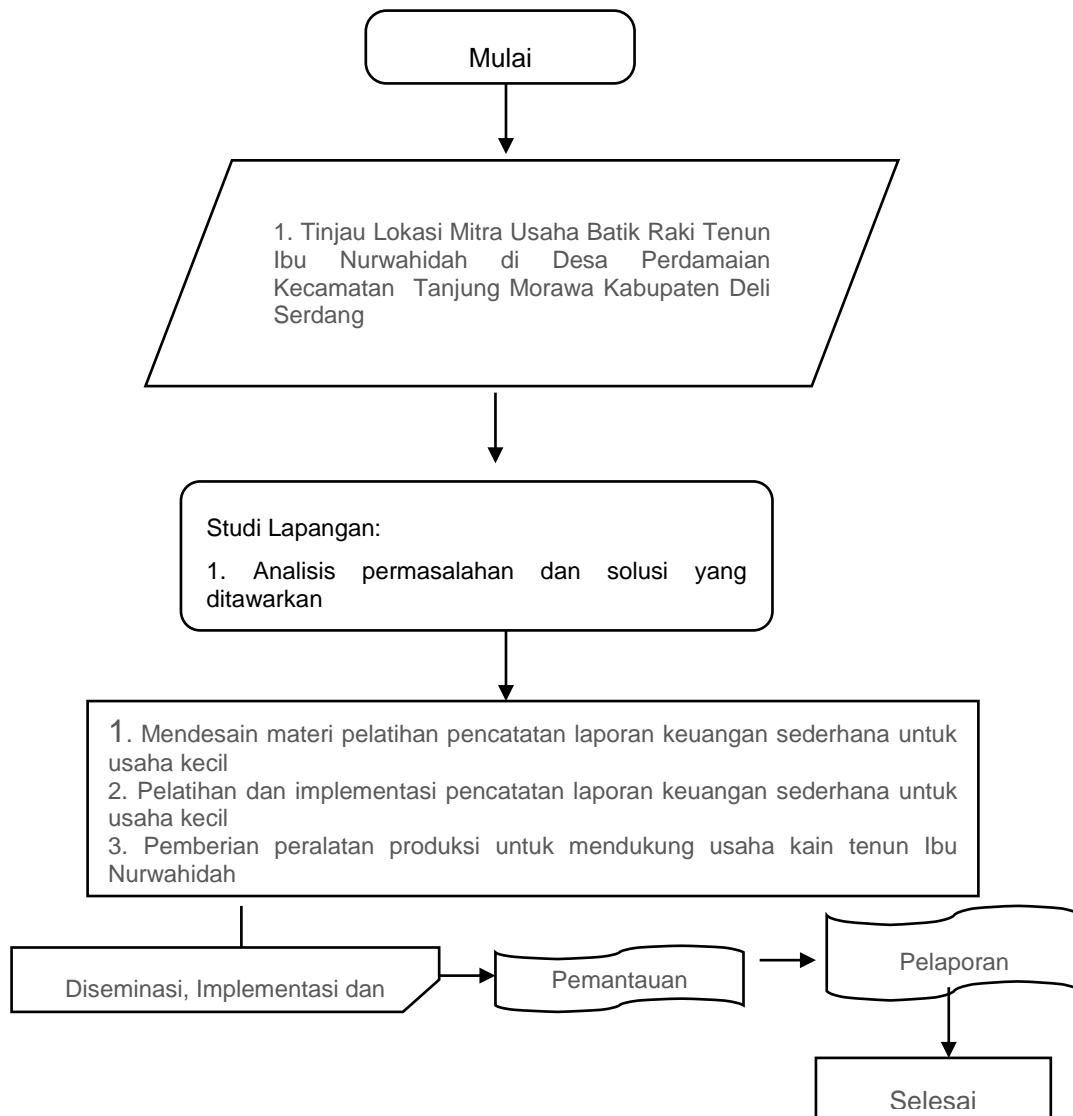 Mulai
1. Tinjau Lokasi Mitra Usaha Batik Raki Tenun
Ibu Nurwahidah di Desa Perdamaian
Kecamatan Tanjung Morawa Kabupaten Deli
Serdang
Studi Lapangan:
1. Analisis permasalahan dan solusi yang
ditawarkan
1. Mendesain materi pelatihan pencatatan laporan keuangan sederhana untuk
usaha kecil
2. Pelatihan dan implementasi pencatatan laporan keuangan sederhana untuk
usaha kecil
3. Pemberian peralatan produksi untuk mendukung usaha kain tenun Ibu
Nurwahidah
Diseminasi, Implementasi dan
Pemantauan
Pelaporan
Selesai